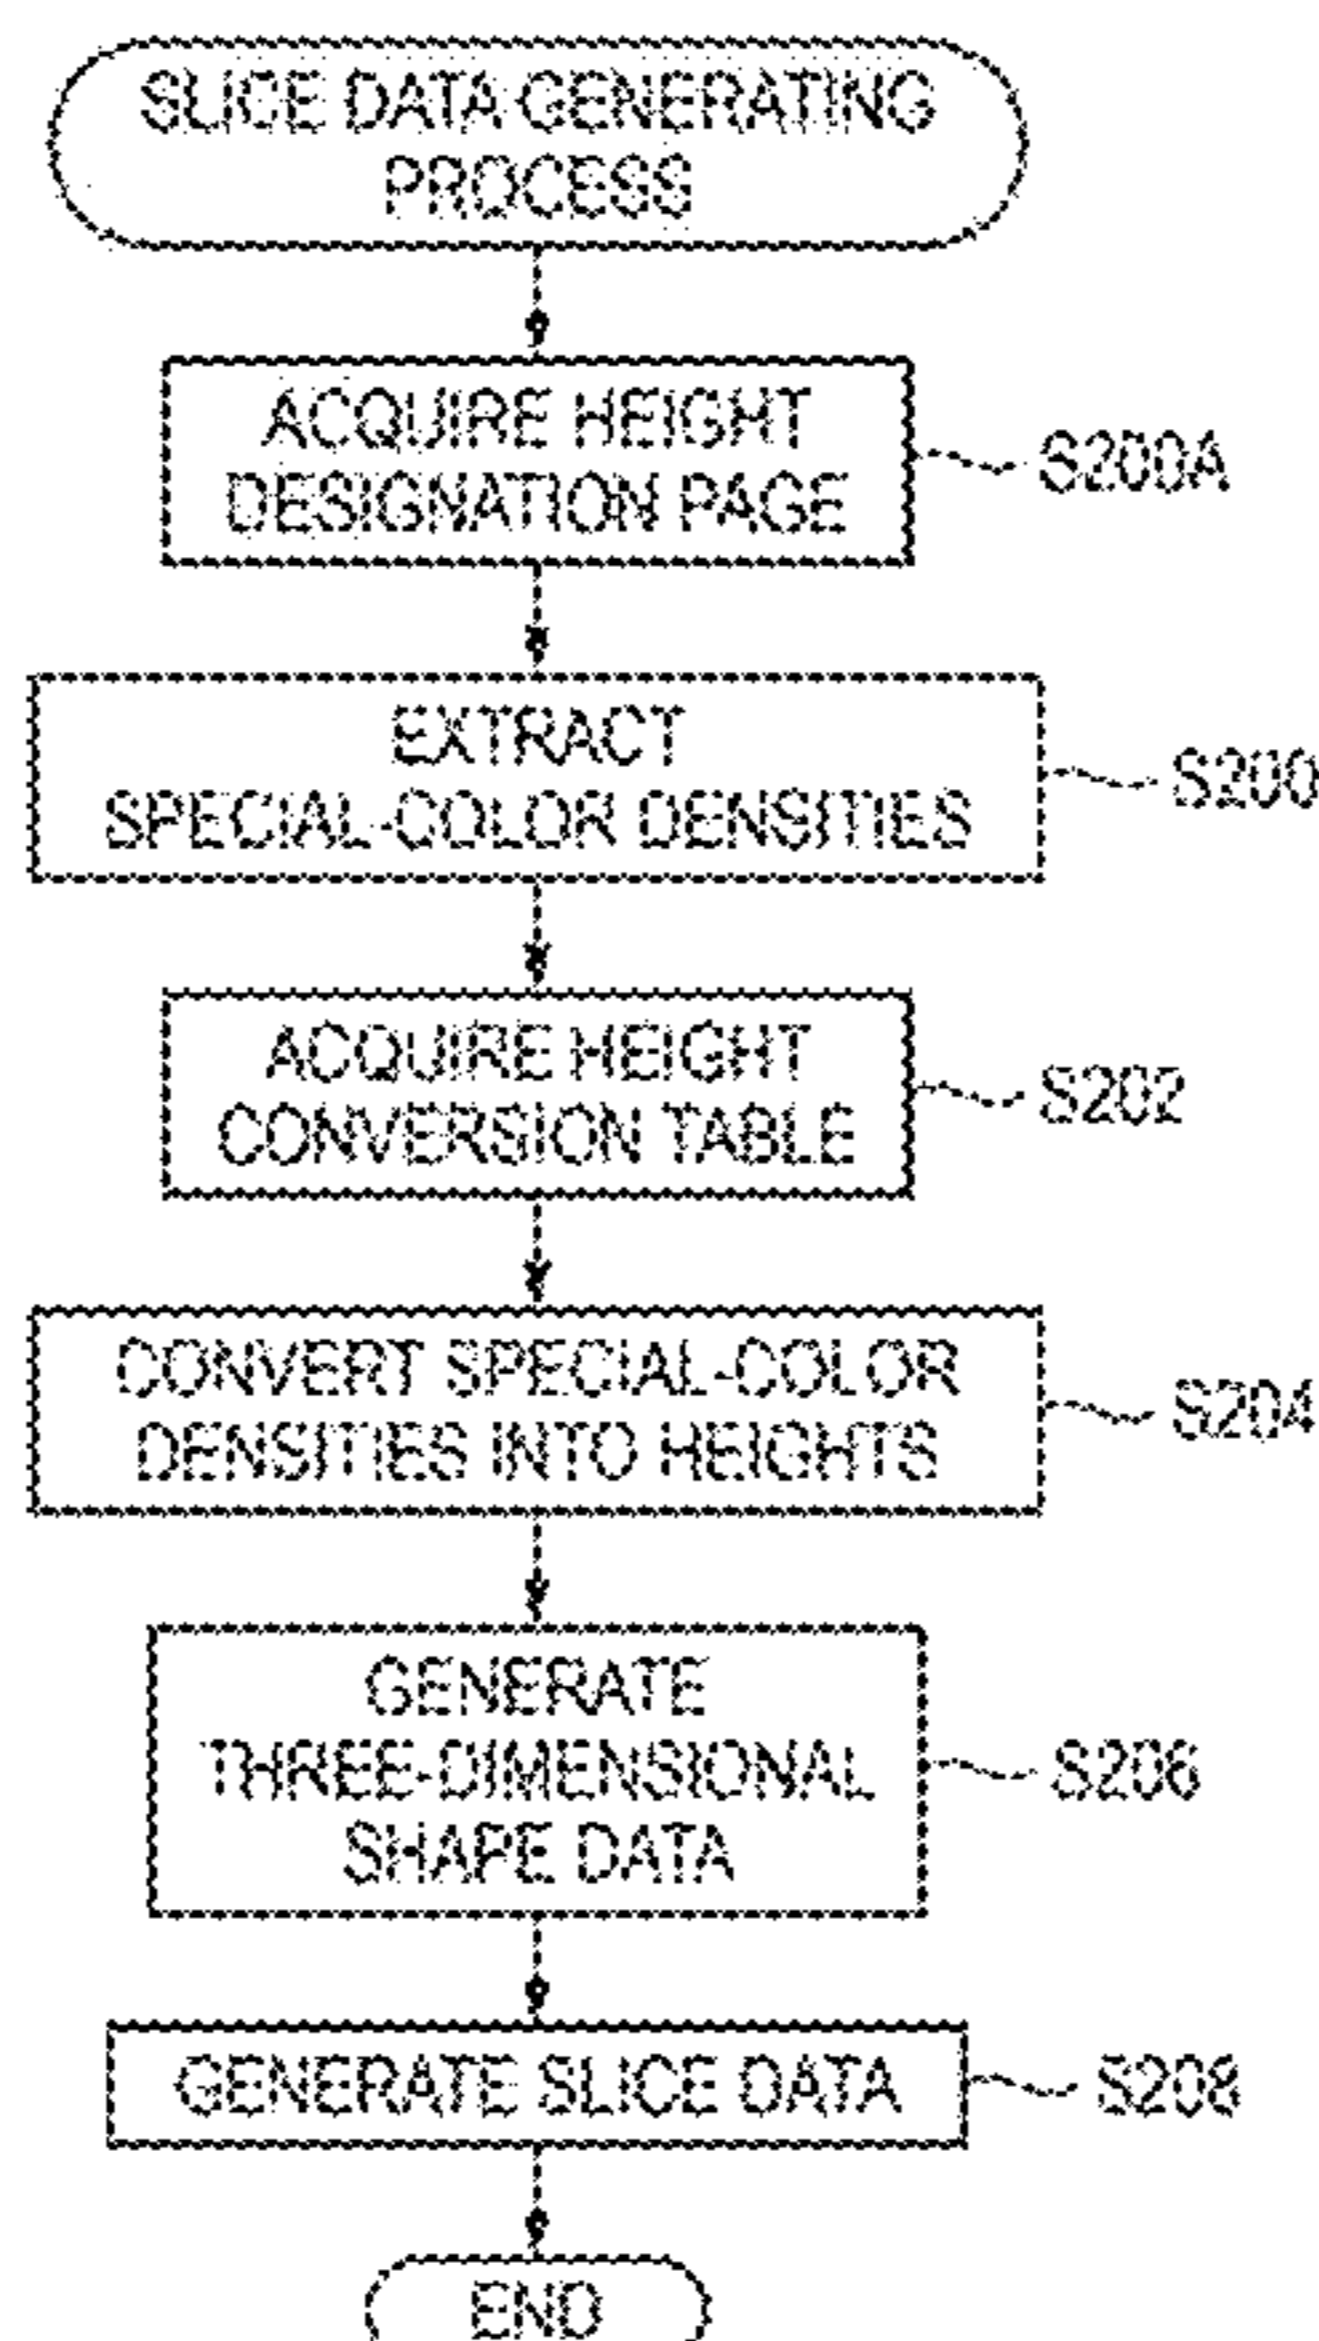 SLICE DATA GENERATING
PROCESS
ACQUIRE HEIGHT
DESIGNATION PAGE
S200A
EXTRACT
SPECIAL-COLOR DENSITIES
S200
ACQUIRE HEIGHT
CONVERSION TABLE
S202
CONVERT SPECIAL-COLOR
DENSITIES INTO HEIGHTS
S204
GENERATE
THREE-DIMENSIONAL
SHAPE DATA
S206
GENERATE SLICE DATA
S208
END